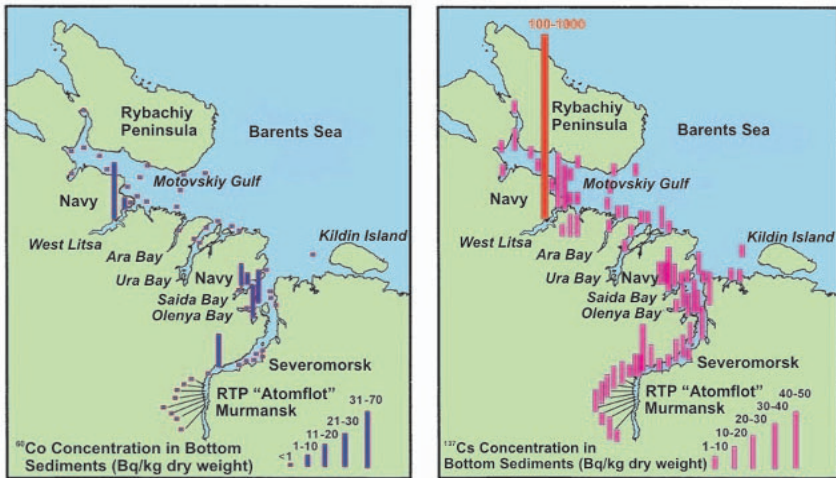 Rybachiy
Peninsula
Barents Sea
Motovskiy Gulf
Navy
West Litsa
Kildin Island
Ara Bay
Ura Bay
Navy
Saida Bay
Olenya Bay
Severomorsk
RTP "Atomflot"
Murmansk
31-70
21-30
11-20
1-10
<1
⁶⁰Co Concentration in Bottom
Sediments (Bq/kg dry weight)
100-1000
Rybachiy
Peninsula
Barents Sea
Motovskiy Gulf
Navy
West Litsa
Kildin Island
Ara Bay
Ura Bay
Navy
Saida Bay
Olenya Bay
Severomorsk
RTP "Atomflot"
Murmansk
40-50
30-40
20-30
10-20
1-10
¹³⁷Cs Concentration in
Bottom Sediments (Bq/kg dry weight)